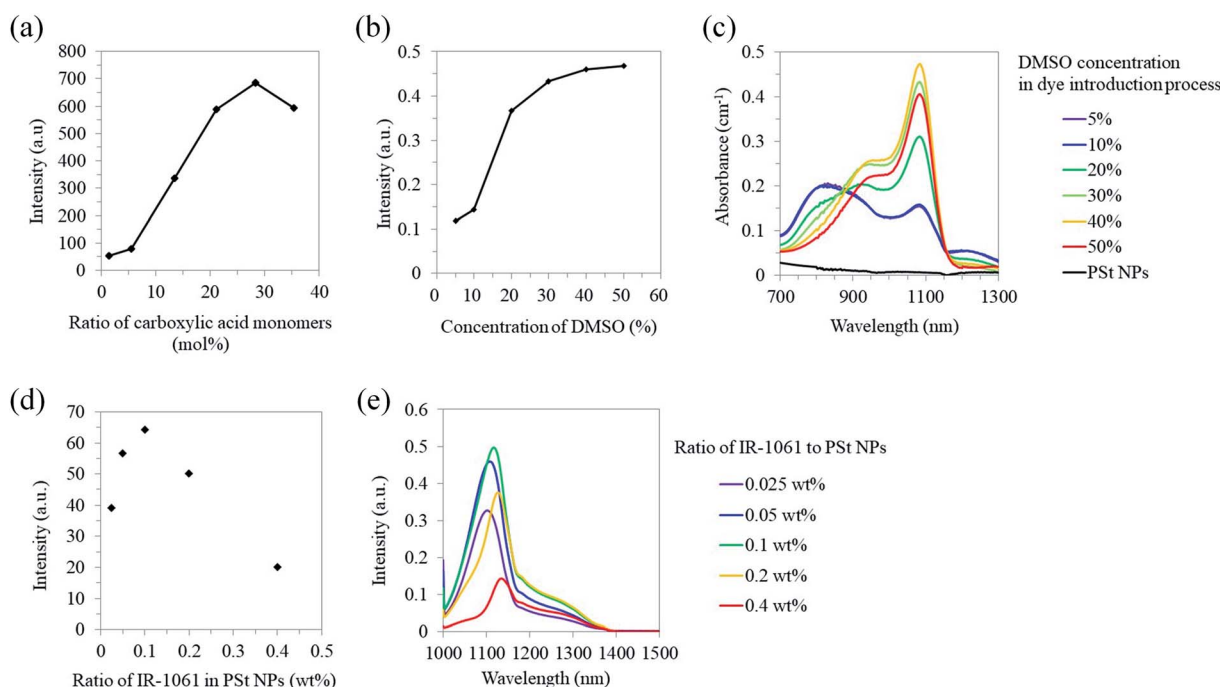 (a)
800
700
600
500
400
300
200
100
0
Intensity (a.u)
0
10
20
30
40
Ratio of carboxylic acid monomers
(mol%)
(b)
0.5
0.4
0.3
0.2
0.1
0
Intensity (a.u.)
0 10 20 30 40 50 60
Concentration of DMSO (%)
(c)
0.5
0.4
0.3
0.2
0.1
0
Absorbance (cm-1)
700
900
1100
1300
Wavelength (nm)
DMSO concentration
in dye introduction process
5%
10%
20%
30%
40%
50%
PSt NPs
(d)
70
60
50
40
30
20
10
0
Intensity (a.u.)
0 0.1 0.2 0.3 0.4 0.5
Ratio of IR-1061 in PSt NPs (wt%)
(e)
0.6
0.5
0.4
0.3
0.2
0.1
0
Intensity (a.u.)
1000 1100 1200 1300 1400 1500
Wavelength (nm)
Ratio of IR-1061 to PSt NPs
0.025 wt%
0.05 wt%
0.1 wt%
0.2 wt%
0.4 wt%